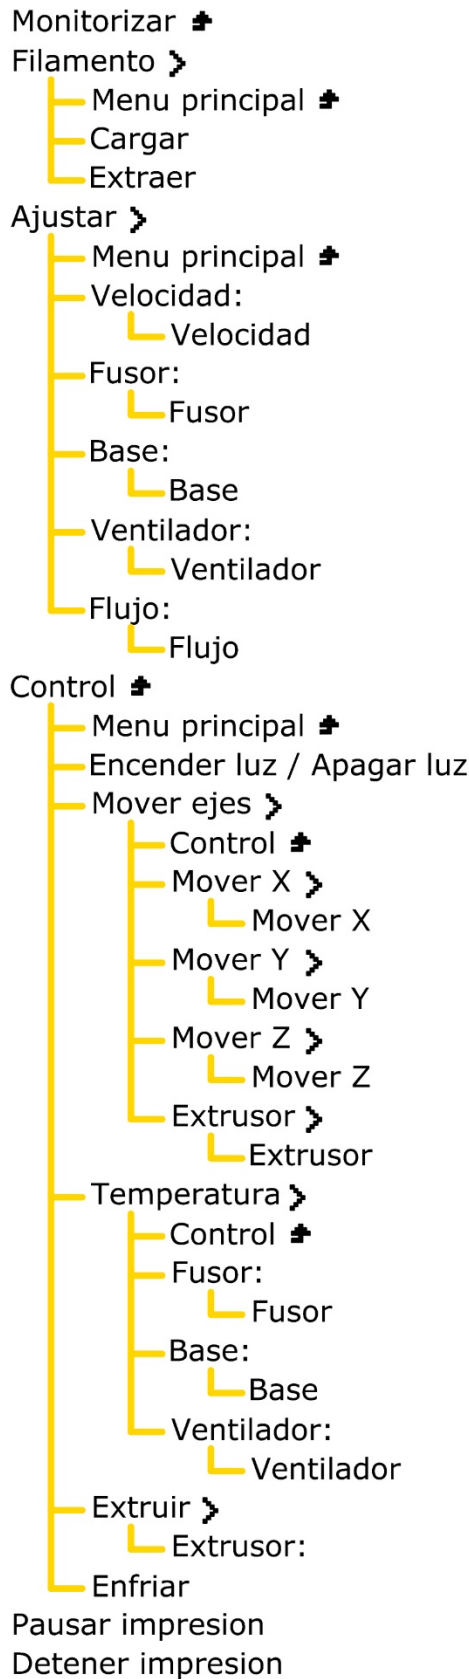 Monitorizar
Filamento
Menu principal
Cargar
Extraer
Ajustar
Menu principal
Velocidad:
Velocidad
Fusor:
Fusor
Base:
Base
Ventilador:
Ventilador
Flujo:
Flujo
Control
Menu principal
Encender luz / Apagar luz
Mover ejes
Control
Mover X
Mover X
Mover Y
Mover Y
Mover Z
Mover Z
Extrusor
Extrusor
Temperatura
Control
Fusor:
Fusor
Base:
Base
Ventilador:
Ventilador
Extruir
Extrusor:
Enfriar
Pausar impresion
Detener impresion